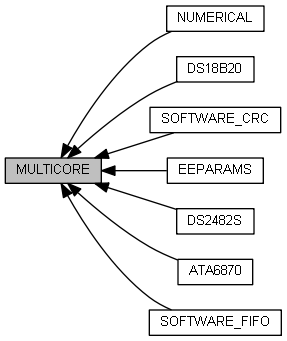 NUMERICAL
DS18B20
SOFTWARE_CRC
MULTICORE
EEPARAMS
DS2482S
ATA6870
SOFTWARE_FIFO